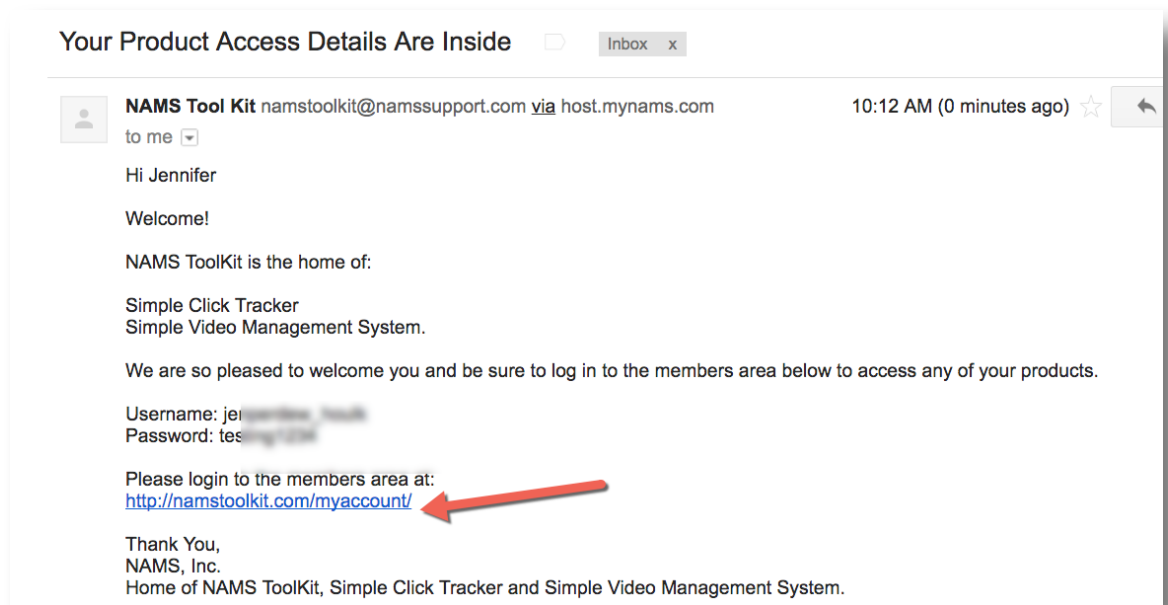 Your Product Access Details Are Inside
Inbox x
NAMS Tool Kit namstoolkit@namssupport.com via host.mynams.com
10:12 AM (0 minutes ago)
to me
Hi Jennifer
Welcome!
NAMS ToolKit is the home of:
Simple Click Tracker
Simple Video Management System.
We are so pleased to welcome you and be sure to log in to the members area below to access any of your products.
Username:
Password:
Please login to the members area at:
http://namstoolkit.com/myaccount/
Thank You,
NAMS, Inc.
Home of NAMS ToolKit, Simple Click Tracker and Simple Video Management System.